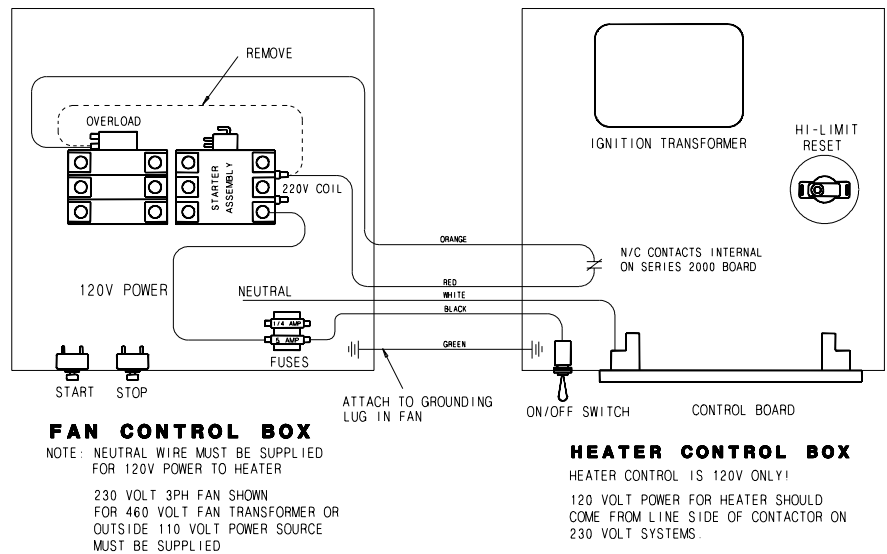 REMOVE
OVERLOAD
STARTER
ASSEMBLY
220V COIL
IGNITION TRANSFORMER
HI-LIMIT
RESET
ORANGE
N/C CONTACTS INTERNAL
ON SERIES 2000 BOARD
RED
120V POWER
NEUTRAL
WHITE
BLACK
1/4 AMP
5 AMP
FUSES
GREEN
START
STOP
ATTACH TO GROUNDING
LUG IN FAN
ON/OFF SWITCH
CONTROL BOARD
FAN CONTROL BOX
NOTE: NEUTRAL WIRE MUST BE SUPPLIED
FOR 120V POWER TO HEATER
230 VOLT 3PH FAN SHOWN
FOR 460 VOLT FAN TRANSFORMER OR
OUTSIDE 110 VOLT POWER SOURCE
MUST BE SUPPLIED
HEATER CONTROL BOX
HEATER CONTROL IS 120V ONLY!
120 VOLT POWER FOR HEATER SHOULD
COME FROM LINE SIDE OF CONTACTOR ON
230 VOLT SYSTEMS.